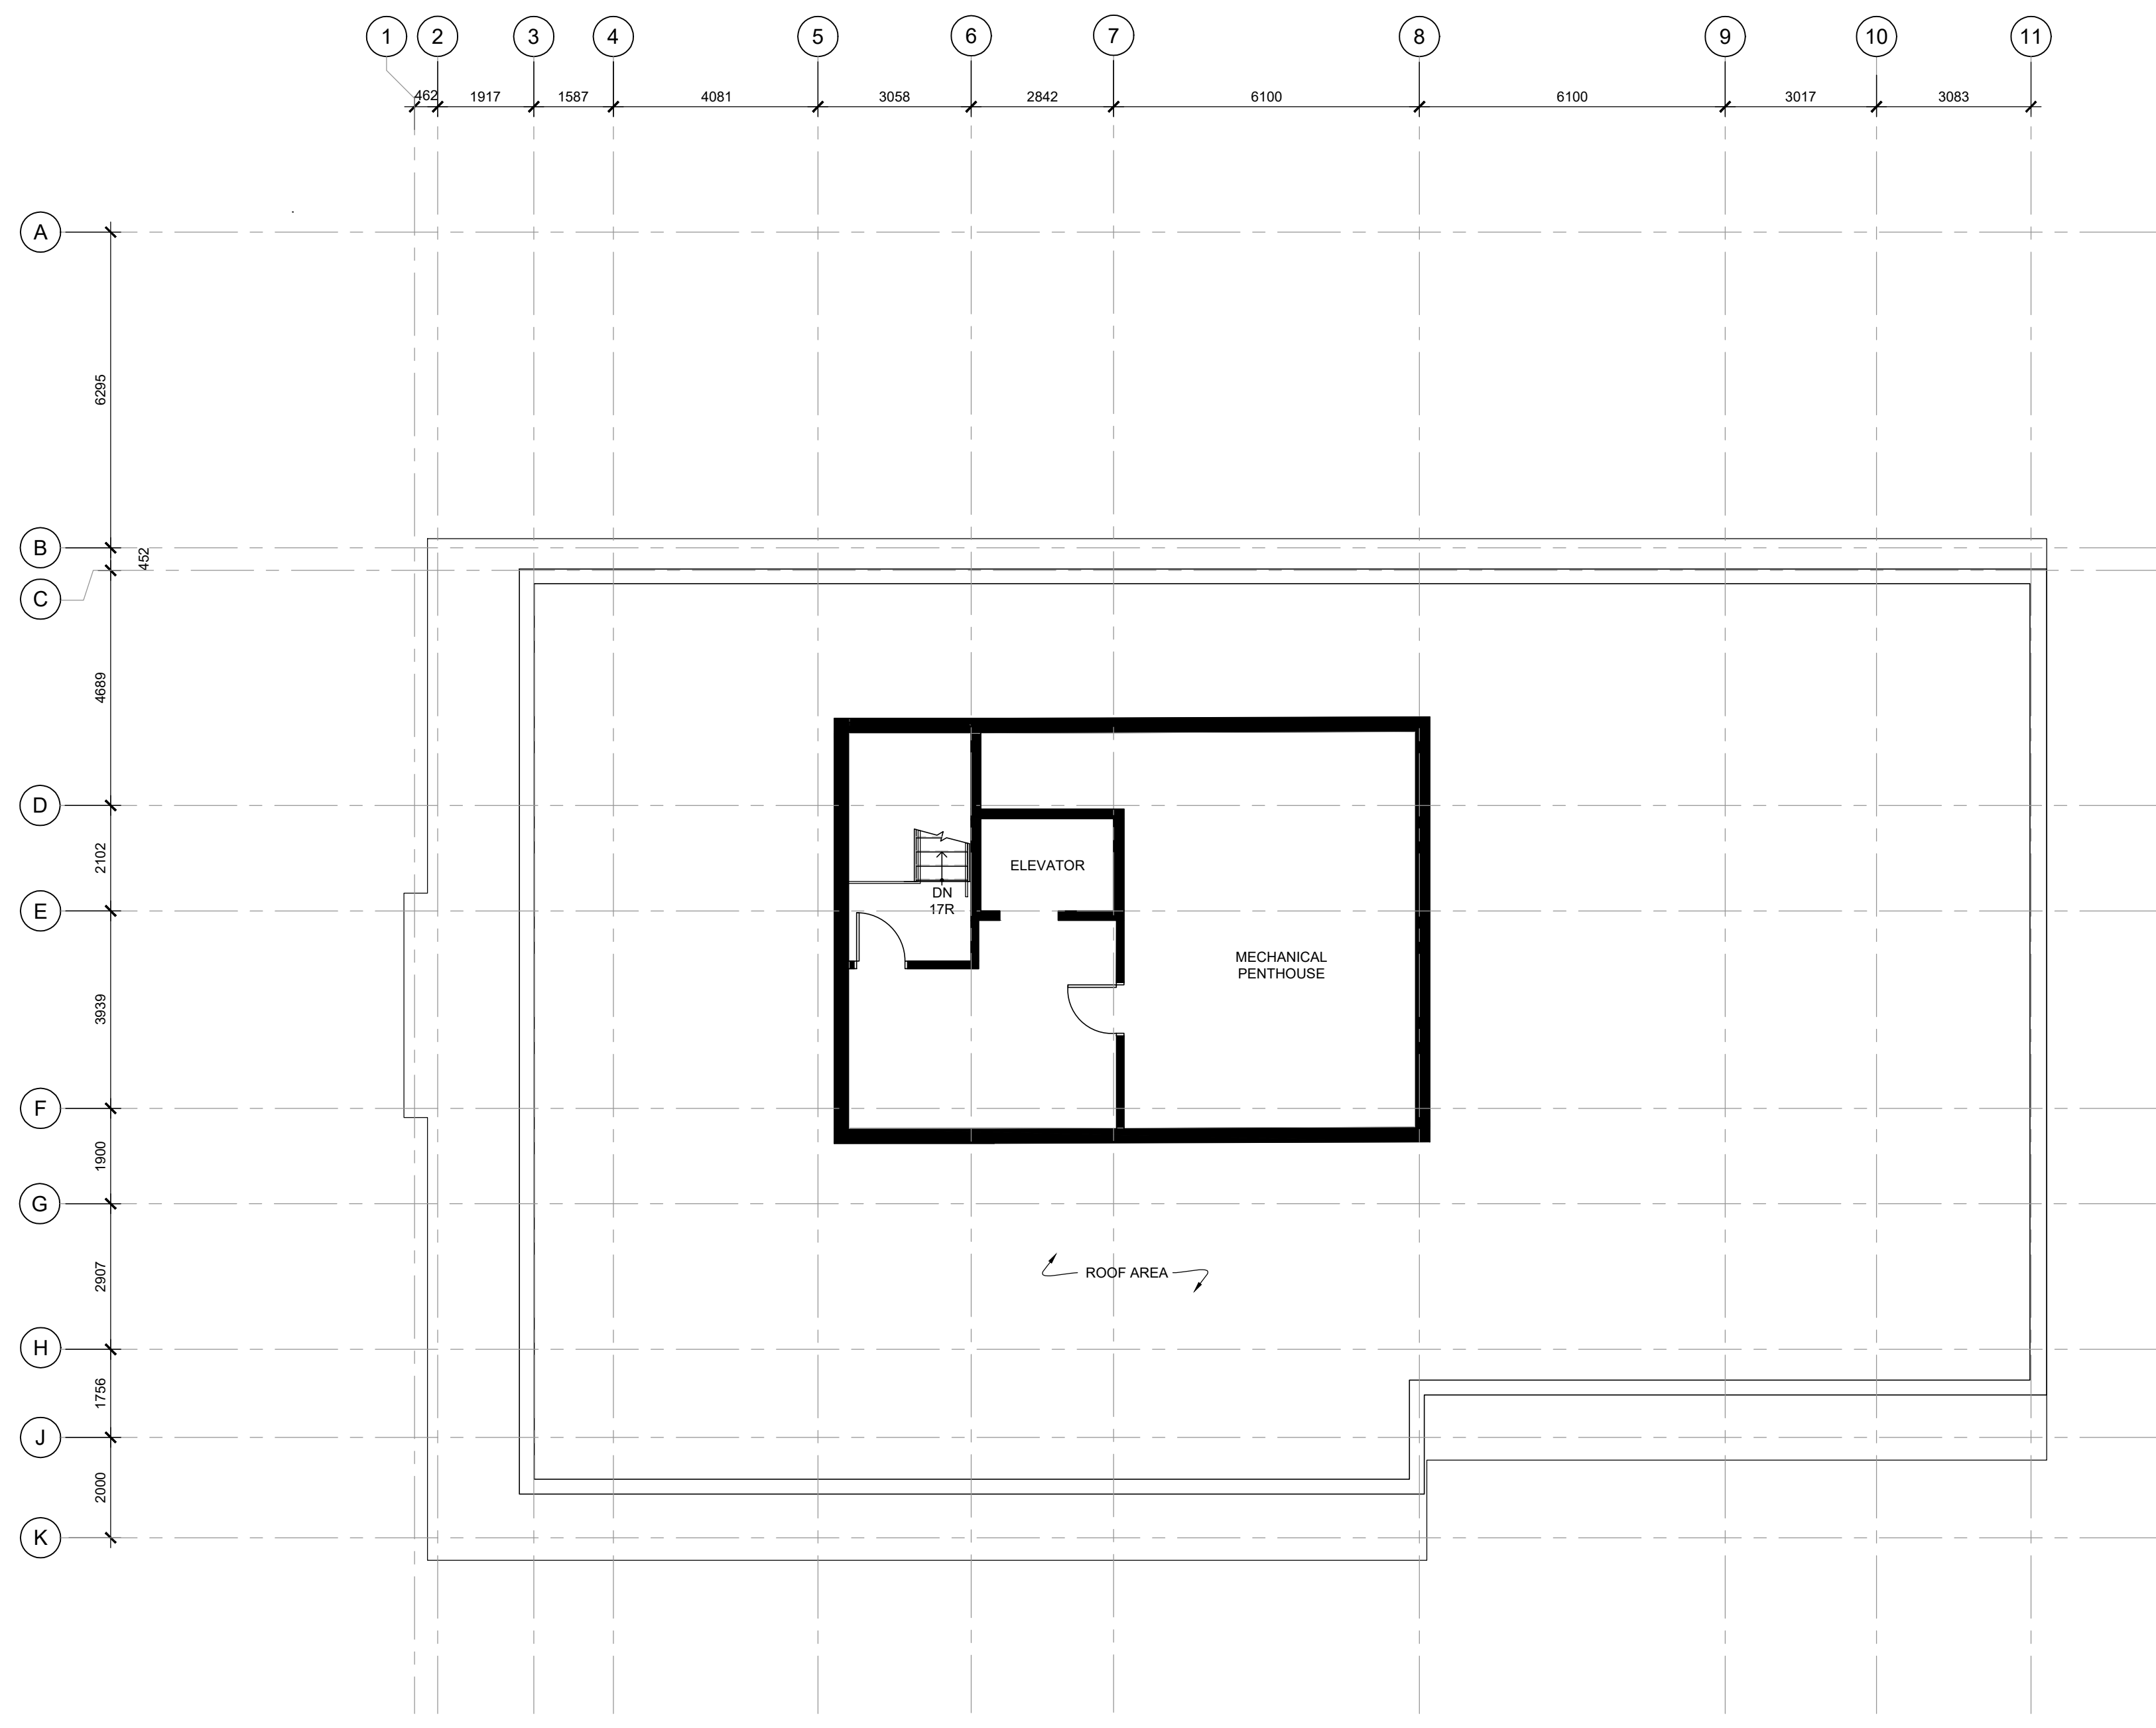 1 2 3 4 5 6 7 8 9 10 11
462 1917 1587 4081 3058 2842 6100 6100 3017 3083
A
6295
B
452
C
4689
D
2102
ELEVATOR
DN
17R
E
MECHANICAL
PENTHOUSE
3939
F
1900
G
2907
ROOF AREA
H
1756
J
2000
K